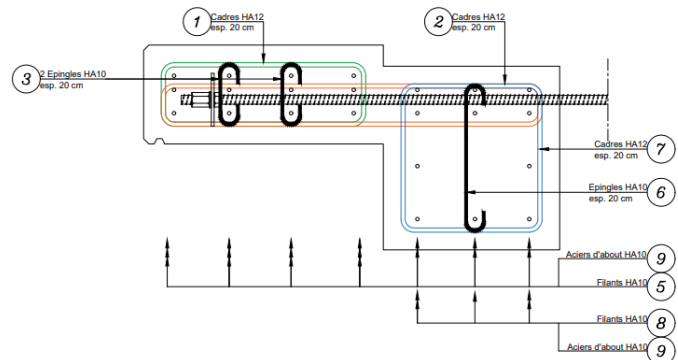 1
Cadres HA12
esp. 20 cm
2
Cadres HA12
esp. 20 cm
3
2 Epingles HA10
esp. 20 cm
Cadres HA12
esp. 20 cm
7
Epingles HA10
esp. 20 cm
6
Aciers d'about HA10
9
Filants HA10
5
Filants HA10
8
Aciers d'about HA10
9